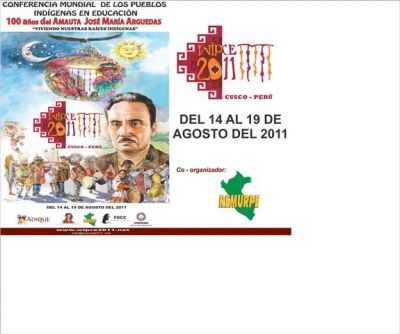 CONFERENCIA MUNDIAL DE LOS PUEBLOS
INDÍGENAS EN EDUCACIÓN
100 años del AMAUTA JOSÉ MARÍA ARGUEDAS
"VIVIENDO NUESTRAS RAÍCES INDÍGENAS"
WIPCE
2011
CUSCO - PERÚ
ADIQUE
FDCC
DEL 14 AL 19 DE AGOSTO DEL 2011
www.wipce2011.net
WIPCE
2011
CUSCO - PERÚ
DEL 14 AL 19 DE
AGOSTO DEL 2011
Co - organizador:
NEMURPE